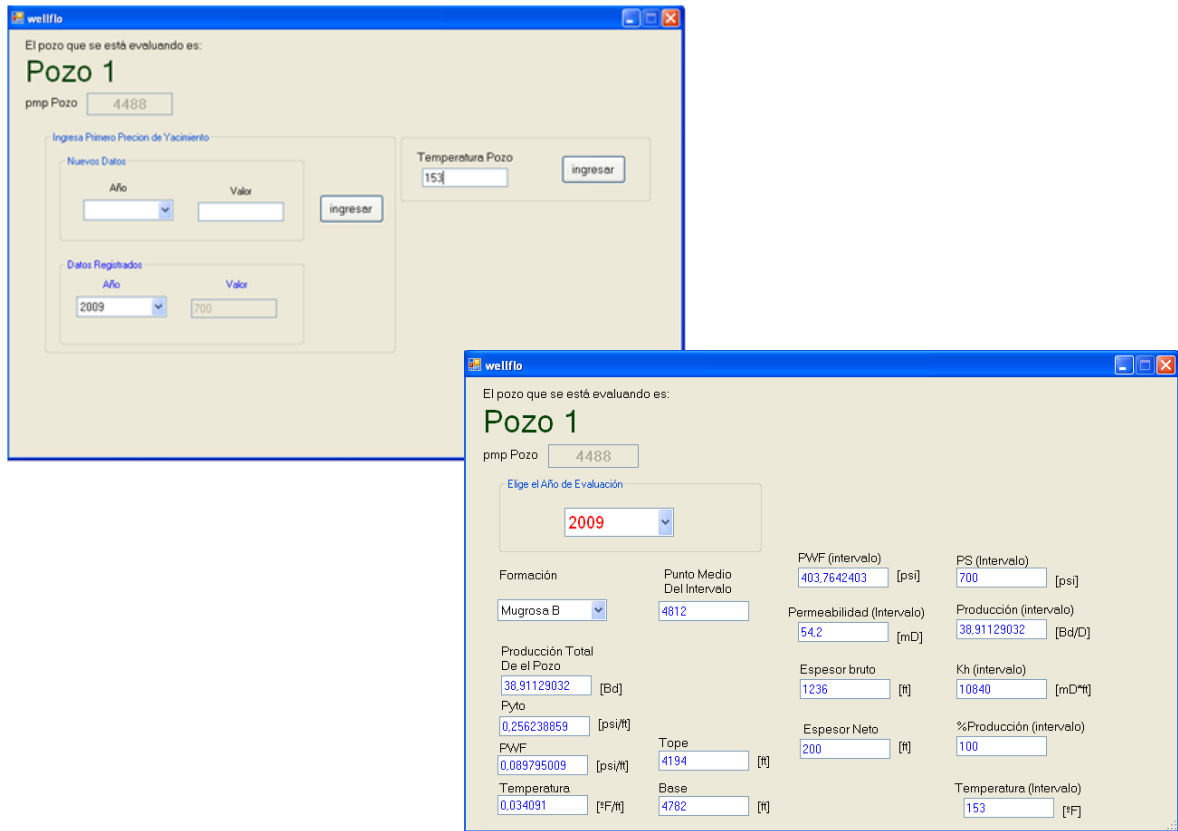 wellflo
El pozo que se está evaluando es:
Pozo 1
pmp Pozo 4488
Ingresa Primero Precion de Yacimiento
Nuevos Datos
Año Valor
ingresar
Datos Registrados
Año Valor
2009 700
Temperatura Pozo
153 ingresar
wellflo
El pozo que se está evaluando es:
Pozo 1
pmp Pozo 4488
Elige el Año de Evaluación
2009
Formación
Mugrosa B
Punto Medio
Del Intervalo
4812
PWF (intervalo)
403,7642403 [psi]
PS (Intervalo)
700 [psi]
Permeabilidad (Intervalo)
54,2 [mD]
Producción (intervalo)
38,91129032 [Bd/D]
Producción Total
De el Pozo
38,91129032 [Bd]
Espesor bruto
1236 [ft]
Kh (intervalo)
10840 [mD*ft]
Pyto
0,256238859 [psi/ft]
Espesor Neto
200 [ft]
%Producción (intervalo)
100
PWF
0,089795009 [psi/ft]
Tope
4194 [ft]
Temperatura
0,034091 [ºF/ft]
Base
4782 [ft]
Temperatura (Intervalo)
153 [ºF]